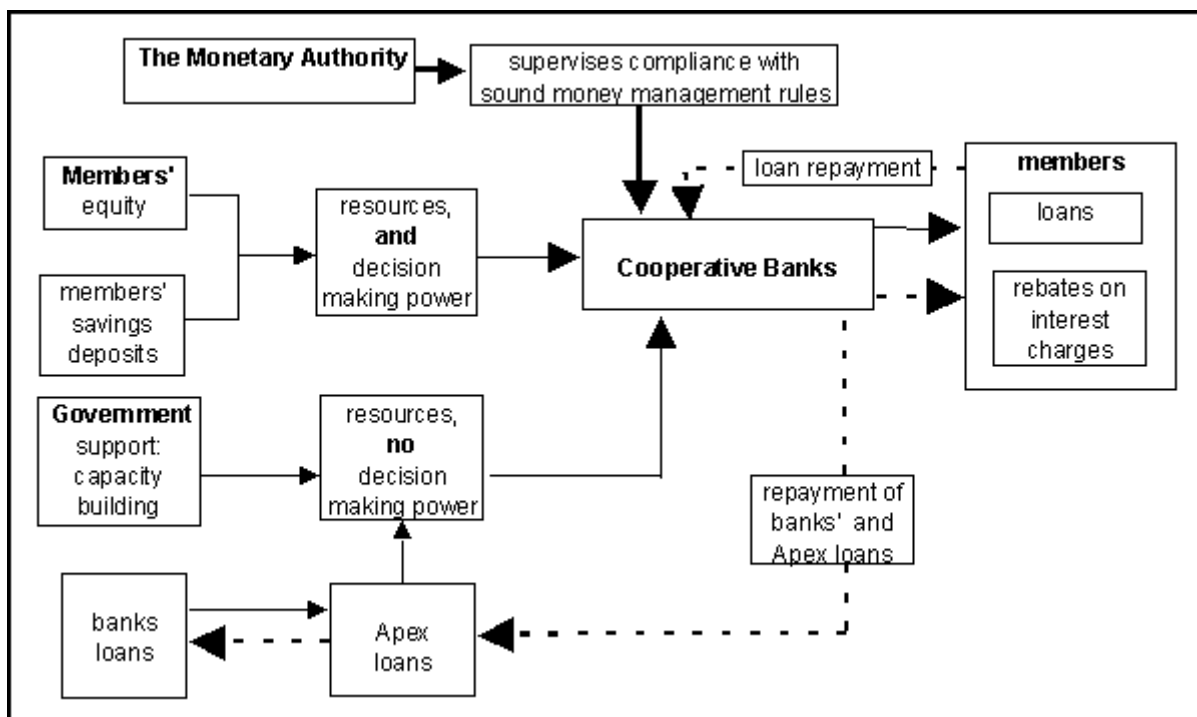 The Monetary Authority
supervises compliance with
sound money management rules
Members'
equity
resources,
and
decision
making power
members'
savings
deposits
loan repayment
Cooperative Banks
members
loans
rebates on
interest
charges
Government
support:
capacity
building
resources,
no
decision
making power
repayment of
banks' and
Apex loans
banks
loans
Apex
loans